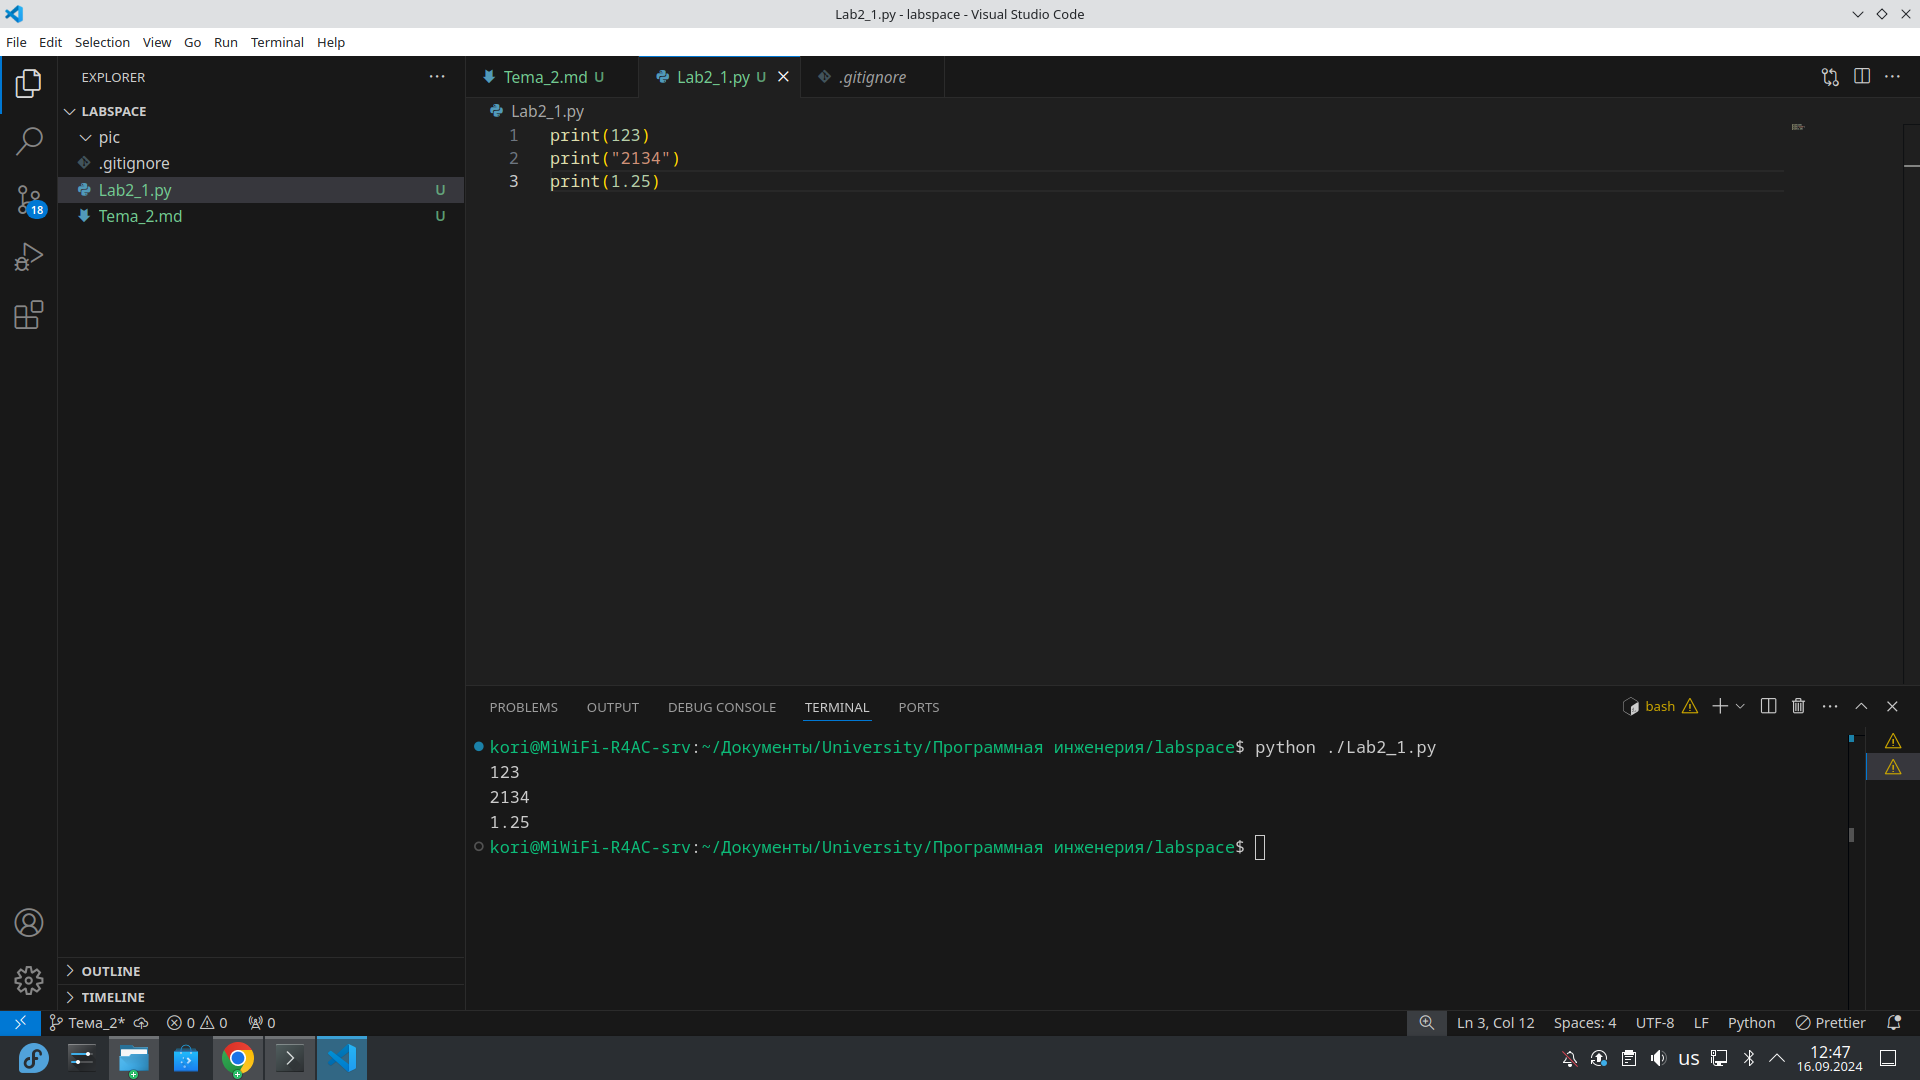 Lab2_1.py - labspace - Visual Studio Code
File Edit Selection View Go Run Terminal Help
EXPLORER
LABSPACE
pic
.gitignore
Lab2_1.py U
Tema_2.md U
OUTLINE
TIMELINE
18
Tema_2.md U Lab2_1.py U .gitignore
Lab2_1.py
1 print(123)
2 print("2134")
3 print(1.25)
PROBLEMS OUTPUT DEBUG CONSOLE TERMINAL PORTS bash
kori@MiWiFi-R4AC-srv:~/Документы/University/Программная инженерия/labspace$ python ./Lab2_1.py
123
2134
1.25
kori@MiWiFi-R4AC-srv:~/Документы/University/Программная инженерия/labspace$
Тема_2* 0 0 0 Ln 3, Col 12 Spaces: 4 UTF-8 LF Python Prettier
us 12:47
16.09.2024